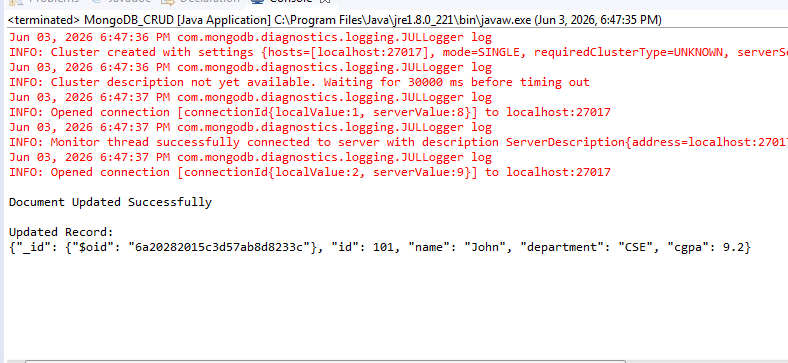 Problems Javadoc Declaration Console
<terminated> MongoDB_CRUD [Java Application] C:\Program Files\Java\jre1.8.0_221\bin\javaw.exe (Jun 3, 2026, 6:47:35 PM)
Jun 03, 2026 6:47:36 PM com.mongodb.diagnostics.logging.JULLogger log
INFO: Cluster created with settings {hosts=[localhost:27017], mode=SINGLE, requiredClusterType=UNKNOWN, serverSe
Jun 03, 2026 6:47:36 PM com.mongodb.diagnostics.logging.JULLogger log
INFO: Cluster description not yet available. Waiting for 30000 ms before timing out
Jun 03, 2026 6:47:37 PM com.mongodb.diagnostics.logging.JULLogger log
INFO: Opened connection [connectionId{localValue:1, serverValue:8}] to localhost:27017
Jun 03, 2026 6:47:37 PM com.mongodb.diagnostics.logging.JULLogger log
INFO: Monitor thread successfully connected to server with description ServerDescription{address=localhost:27017
Jun 03, 2026 6:47:37 PM com.mongodb.diagnostics.logging.JULLogger log
INFO: Opened connection [connectionId{localValue:2, serverValue:9}] to localhost:27017
Document Updated Successfully
Updated Record:
{"_id": {"$oid": "6a20282015c3d57ab8d8233c"}, "id": 101, "name": "John", "department": "CSE", "cgpa": 9.2}